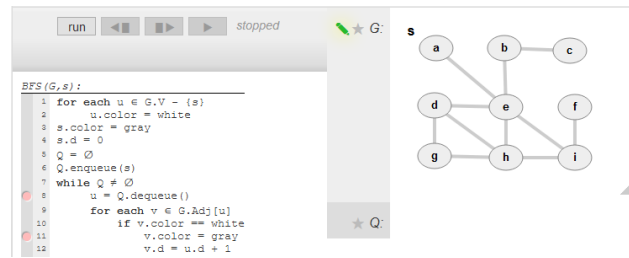 run stopped
BFS(G,s):
1 for each u ∈ G.V - {s}
2 u.color = white
3 s.color = gray
4 s.d = 0
5 Q = ∅
6 Q.enqueue(s)
7 while Q ≠ ∅
8 u = Q.dequeue()
9 for each v ∈ G.Adj[u]
10 if v.color == white
11 v.color = gray
12 v.d = u.d + 1
G:
s
a b c
d e f
g h i
Q: